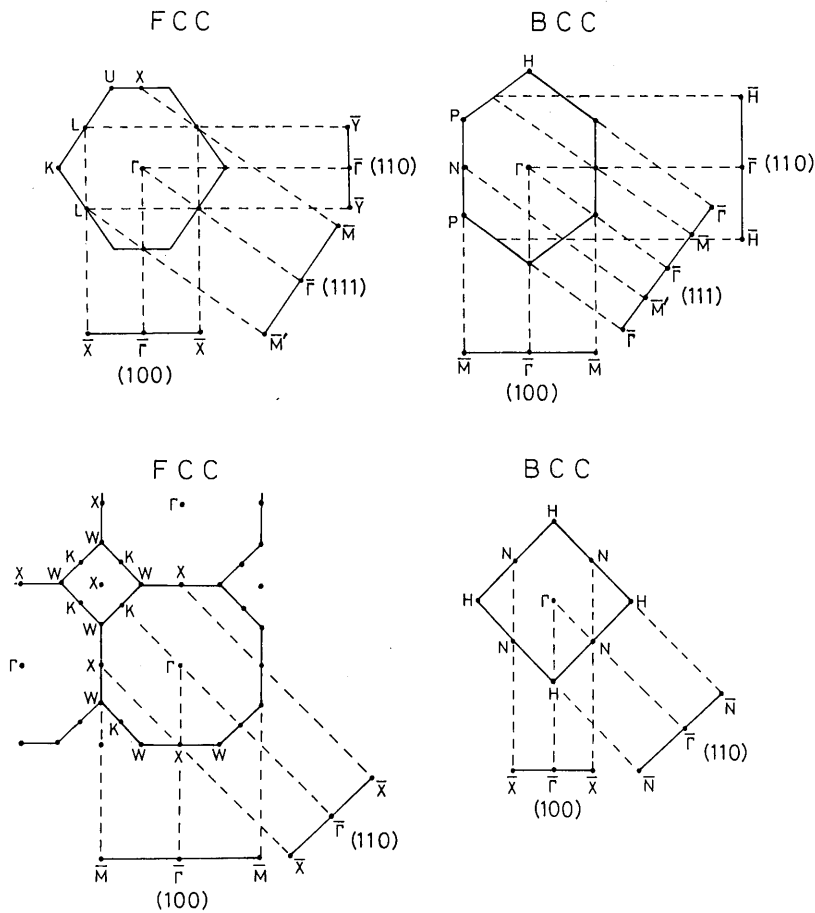 FCC
U X
L
K Γ
L
Y̅
Γ̅ (110)
Y̅
M̅
Γ̅ (111)
M̅′
X̅ Γ̅ X̅
(100)
BCC
H
P
N Γ
P
H̅
Γ̅ (110)
H̅
Γ̅
M̅
Γ̅ (111)
M̅′
Γ̅
M̅ Γ̅ M̅
(100)
FCC
X Γ
W
K K
X W X W X
K K
W
Γ X Γ
W
K
W X W
X̅
Γ̅ (110)
X̅
M̅ Γ̅ M̅
(100)
BCC
H
N N
H Γ H
N N
H
N̅
Γ̅ (110)
N̅
X̅ Γ̅ X̅
(100)